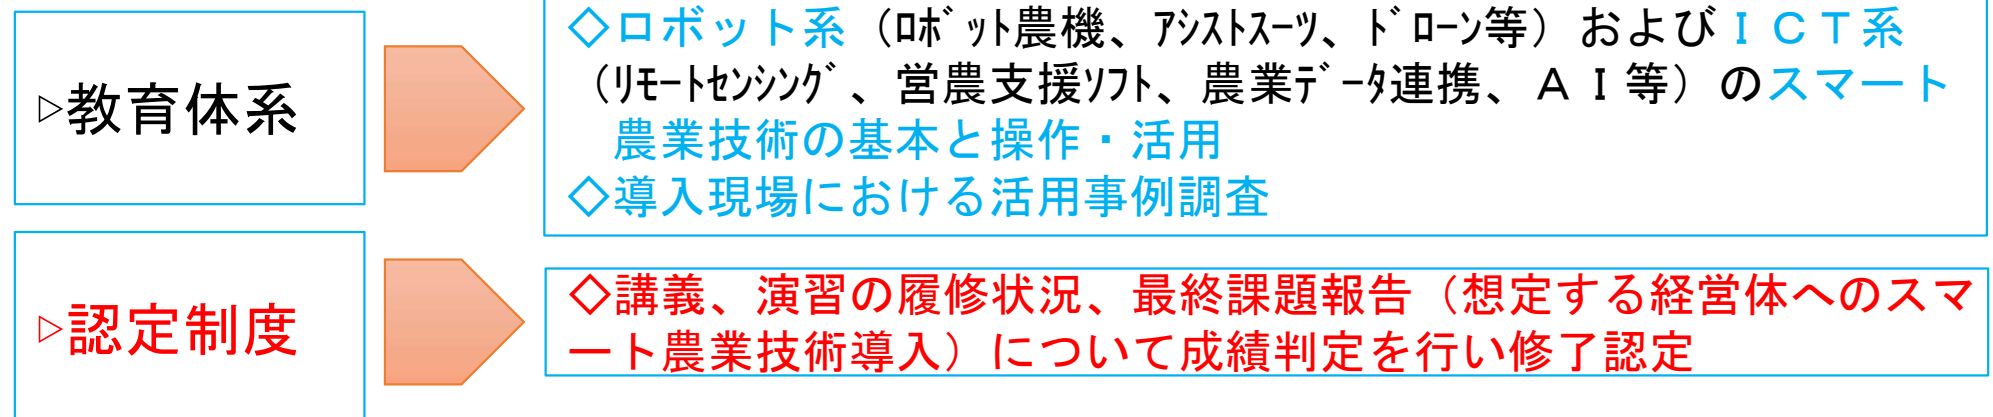 ▷教育体系
◇ロボット系（ﾛﾎﾞｯﾄ農機、ｱｼｽﾄｽｰﾂ、ﾄﾞﾛｰﾝ等）およびＩＣＴ系
（ﾘﾓｰﾄｾﾝｼﾝｸﾞ、営農支援ｿﾌﾄ、農業ﾃﾞｰﾀ連携、ＡＩ等）のスマート
農業技術の基本と操作・活用
◇導入現場における活用事例調査
▷認定制度
◇講義、演習の履修状況、最終課題報告（想定する経営体へのスマ
ート農業技術導入）について成績判定を行い修了認定